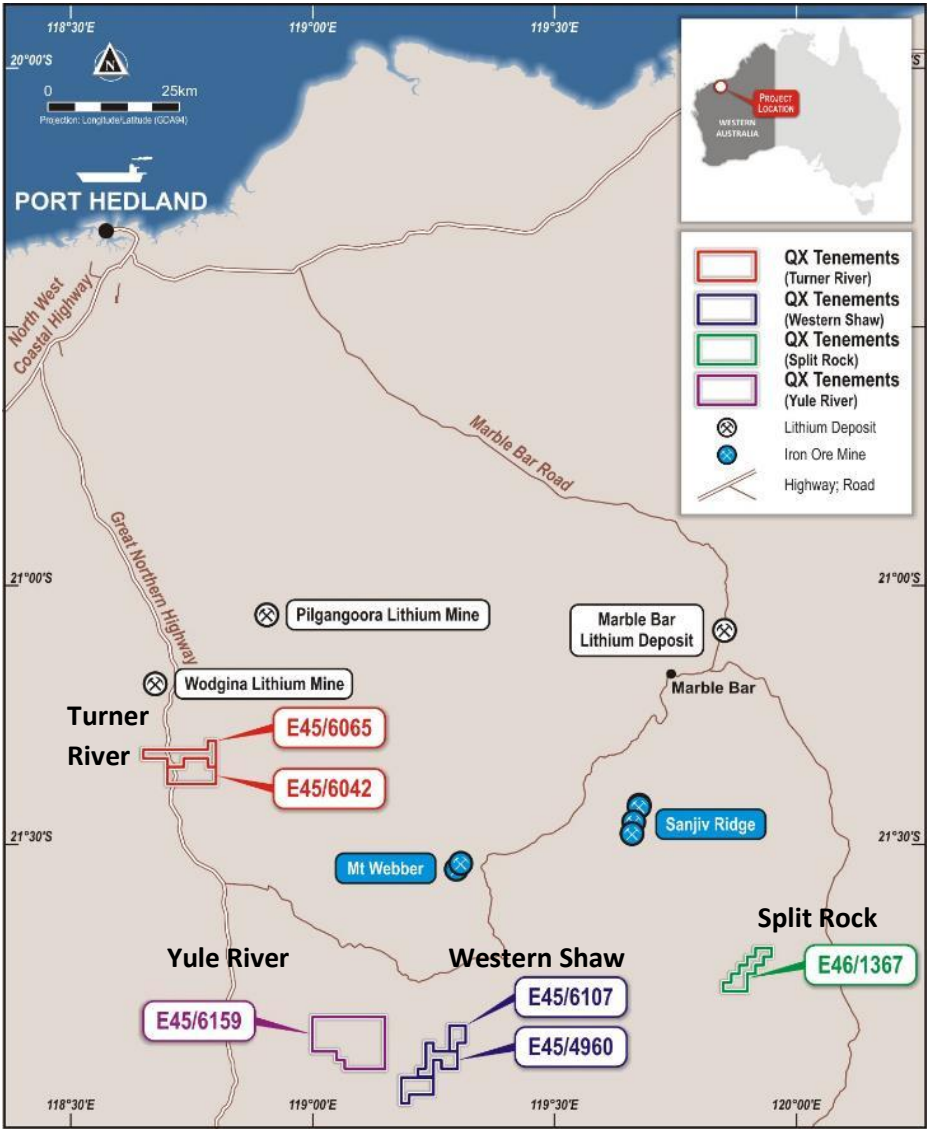 118°30'E
119°00'E
119°30'E
20°00'S
N
0
25km
Projection: Longitude/Latitude (GDA94)
PORT HEDLAND
North West
Coastal Highway
PROJECT
LOCATION
WESTERN
AUSTRALIA
QX Tenements
(Turner River)
QX Tenements
(Western Shaw)
QX Tenements
(Split Rock)
QX Tenements
(Yule River)
Lithium Deposit
Iron Ore Mine
Highway; Road
Marble Bar Road
Great Northern Highway
21°00'S
21°00'S
Pilgangoora Lithium Mine
Marble Bar
Lithium Deposit
Wodgina Lithium Mine
Marble Bar
Turner
River
E45/6065
E45/6042
Sanjiv Ridge
21°30'S
21°30'S
Mt Webber
Split Rock
E46/1367
Yule River
Western Shaw
E45/6107
E45/6159
E45/4960
118°30'E
119°00'E
119°30'E
120°00'E